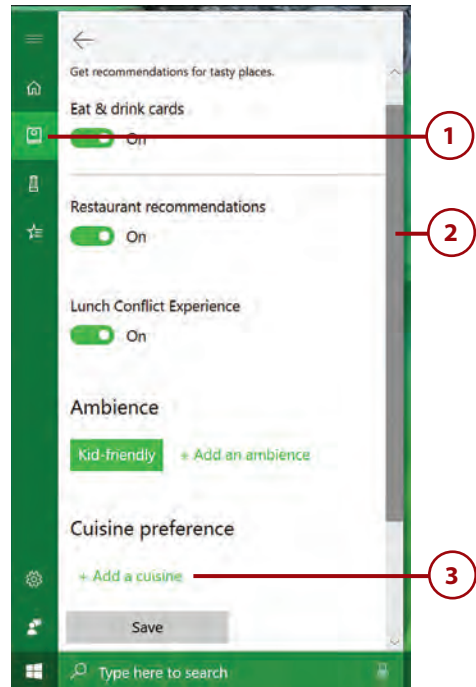 Get recommendations for tasty places.
Eat & drink cards
On
1
Restaurant recommendations
On
2
Lunch Conflict Experience
On
Ambience
Kid-friendly + Add an ambience
Cuisine preference
+ Add a cuisine
3
Save
Type here to search